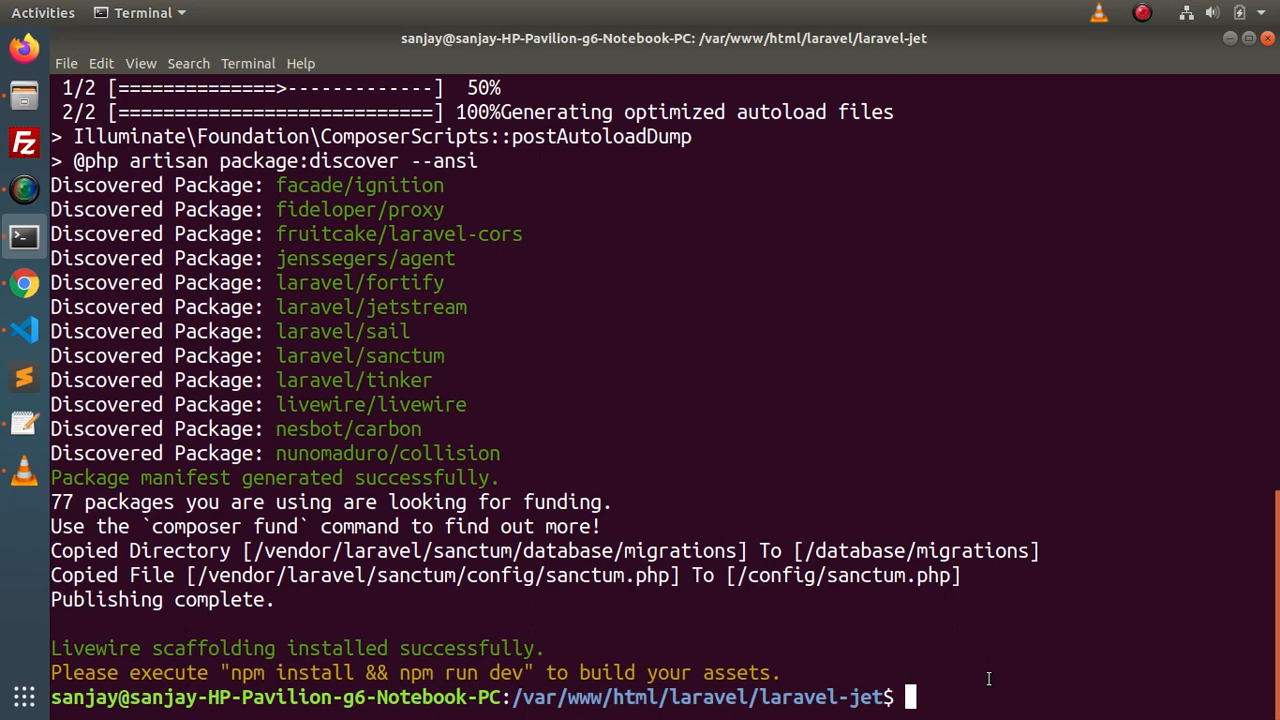 Activities Terminal
sanjay@sanjay-HP-Pavilion-g6-Notebook-PC: /var/www/html/laravel/laravel-jet
File Edit View Search Terminal Help
1/2 [==============>-------------]  50%
2/2 [============================] 100%Generating optimized autoload files
> Illuminate\Foundation\ComposerScripts::postAutoloadDump
> @php artisan package:discover --ansi
Discovered Package: facade/ignition
Discovered Package: fideloper/proxy
Discovered Package: fruitcake/laravel-cors
Discovered Package: jenssegers/agent
Discovered Package: laravel/fortify
Discovered Package: laravel/jetstream
Discovered Package: laravel/sail
Discovered Package: laravel/sanctum
Discovered Package: laravel/tinker
Discovered Package: livewire/livewire
Discovered Package: nesbot/carbon
Discovered Package: nunomaduro/collision
Package manifest generated successfully.
77 packages you are using are looking for funding.
Use the `composer fund` command to find out more!
Copied Directory [/vendor/laravel/sanctum/database/migrations] To [/database/migrations]
Copied File [/vendor/laravel/sanctum/config/sanctum.php] To [/config/sanctum.php]
Publishing complete.
Livewire scaffolding installed successfully.
Please execute "npm install && npm run dev" to build your assets.
sanjay@sanjay-HP-Pavilion-g6-Notebook-PC:/var/www/html/laravel/laravel-jet$